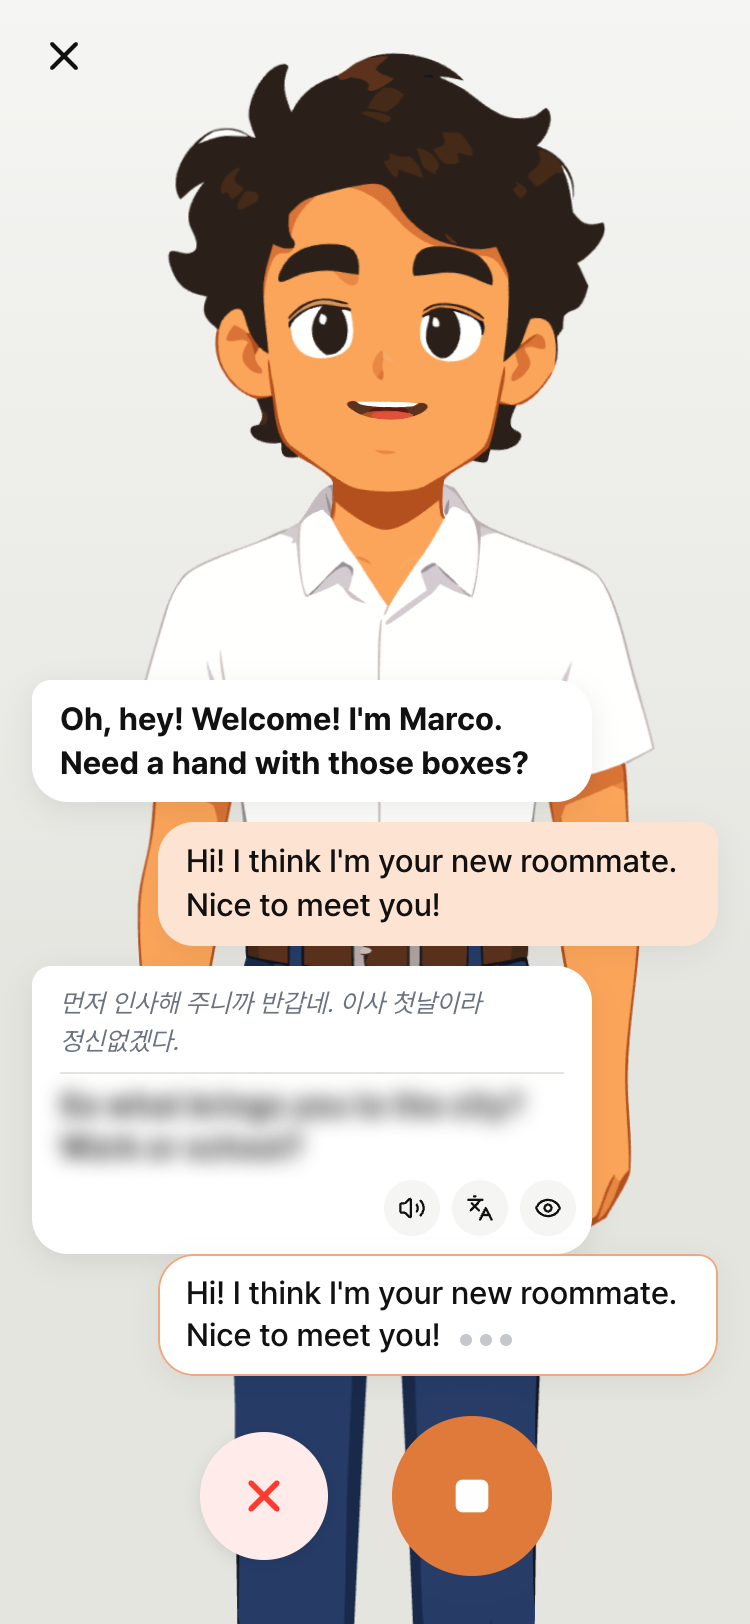 Oh, hey! Welcome! I'm Marco.
Need a hand with those boxes?
Hi! I think I'm your new roommate.
Nice to meet you!
먼저 인사해 주니까 반갑네. 이사 첫날이라
정신없겠다.
Hi! I think I'm your new roommate.
Nice to meet you!